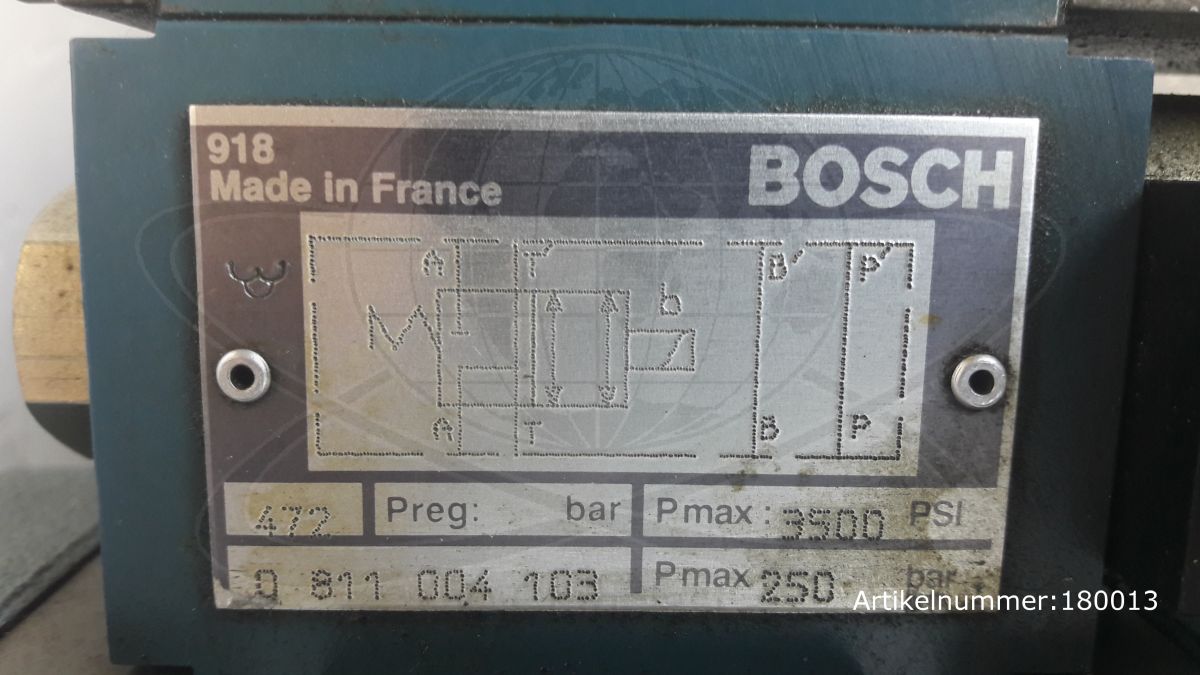 918
Made in France
BOSCH
A T' B' P'
b
A T B P
472
Preg: bar
Pmax: 3500 PSI
0 811 004 103
Pmax 250 bar
Artikelnummer:180013